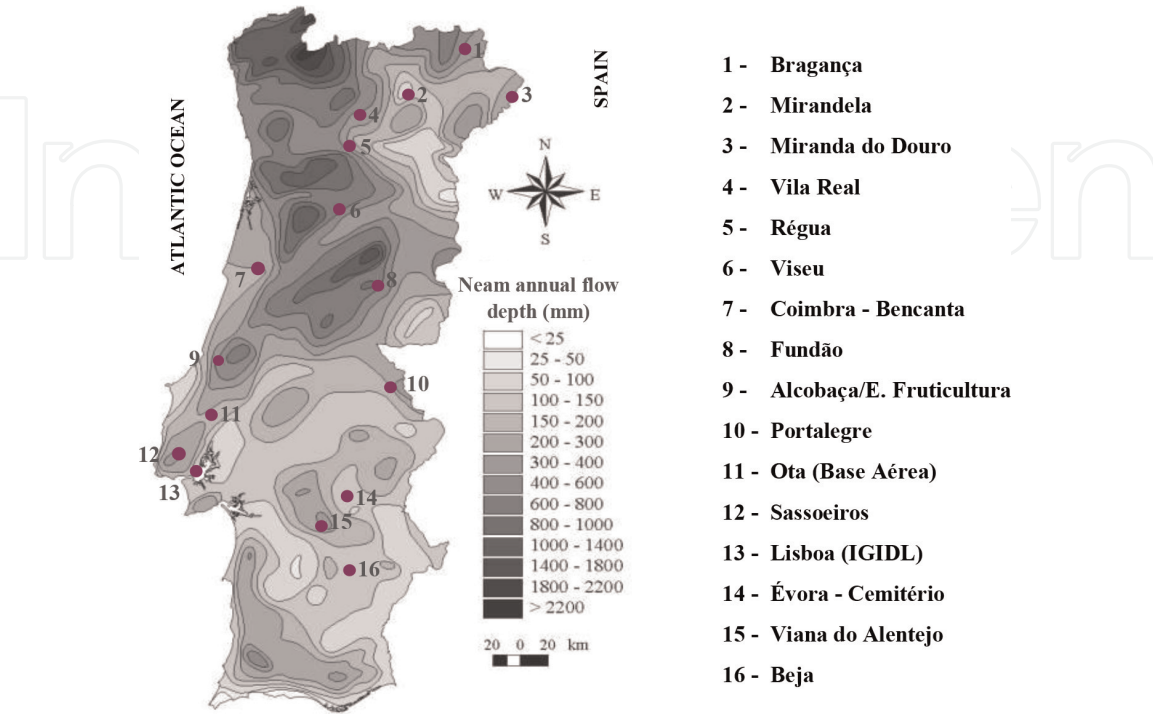 SPAIN
ATLANTIC OCEAN
1
2
3
4
5
6
7
8
9
10
11
12
13
14
15
16
N
W E
S
Neam annual flow
depth (mm)
< 25
25 - 50
50 - 100
100 - 150
150 - 200
200 - 300
300 - 400
400 - 600
600 - 800
800 - 1000
1000 - 1400
1400 - 1800
1800 - 2200
> 2200
20 0 20 km
1 - Bragança
2 - Mirandela
3 - Miranda do Douro
4 - Vila Real
5 - Régua
6 - Viseu
7 - Coimbra - Bencanta
8 - Fundão
9 - Alcobaça/E. Fruticultura
10 - Portalegre
11 - Ota (Base Aérea)
12 - Sassoeiros
13 - Lisboa (IGIDL)
14 - Évora - Cemitério
15 - Viana do Alentejo
16 - Beja